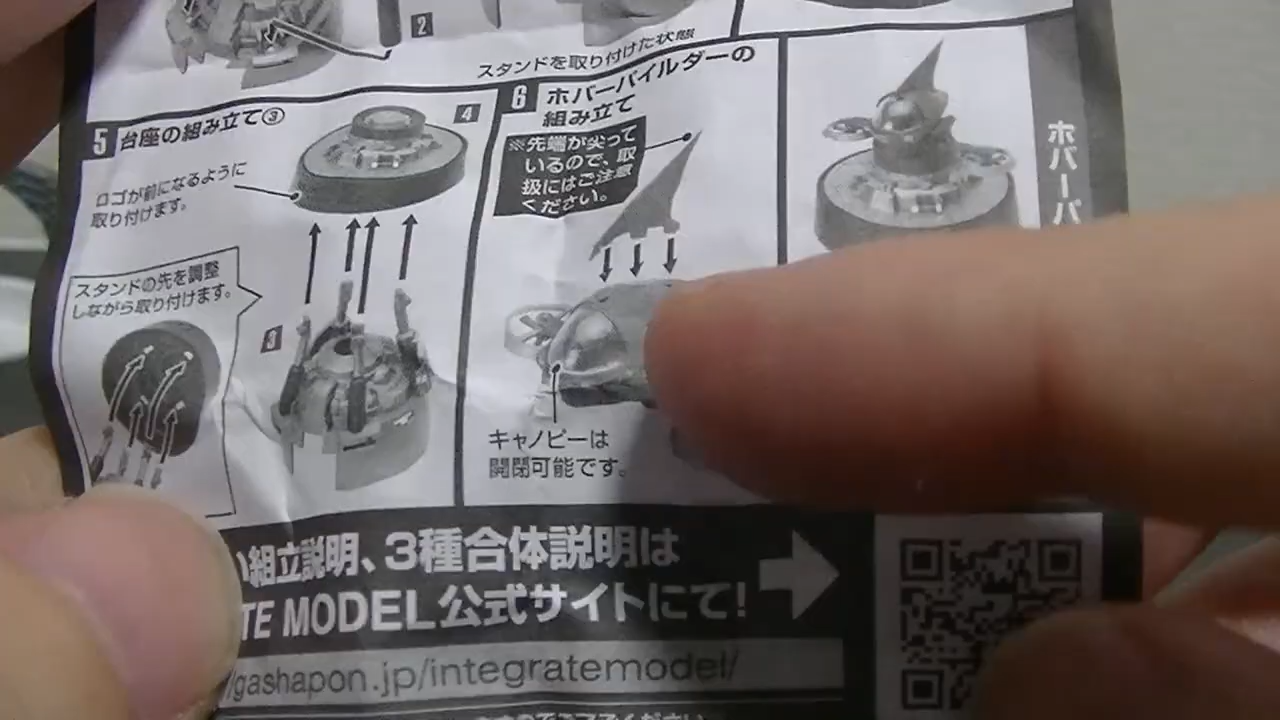 2
スタンドを取り付けた状態
5 台座の組み立て③
4
ロゴが前になるように
取り付けます。
スタンドの先を調整
しながら取り付けます。
3
6 ホバーパイルダーの
組み立て
※先端が尖って
いるので、取
扱にはご注意
ください。
キャノピーは
開閉可能です。
ホバーパ
い組立説明、3種合体説明は
TE MODEL公式サイトにて!
/gashapon.jp/integratemodel/